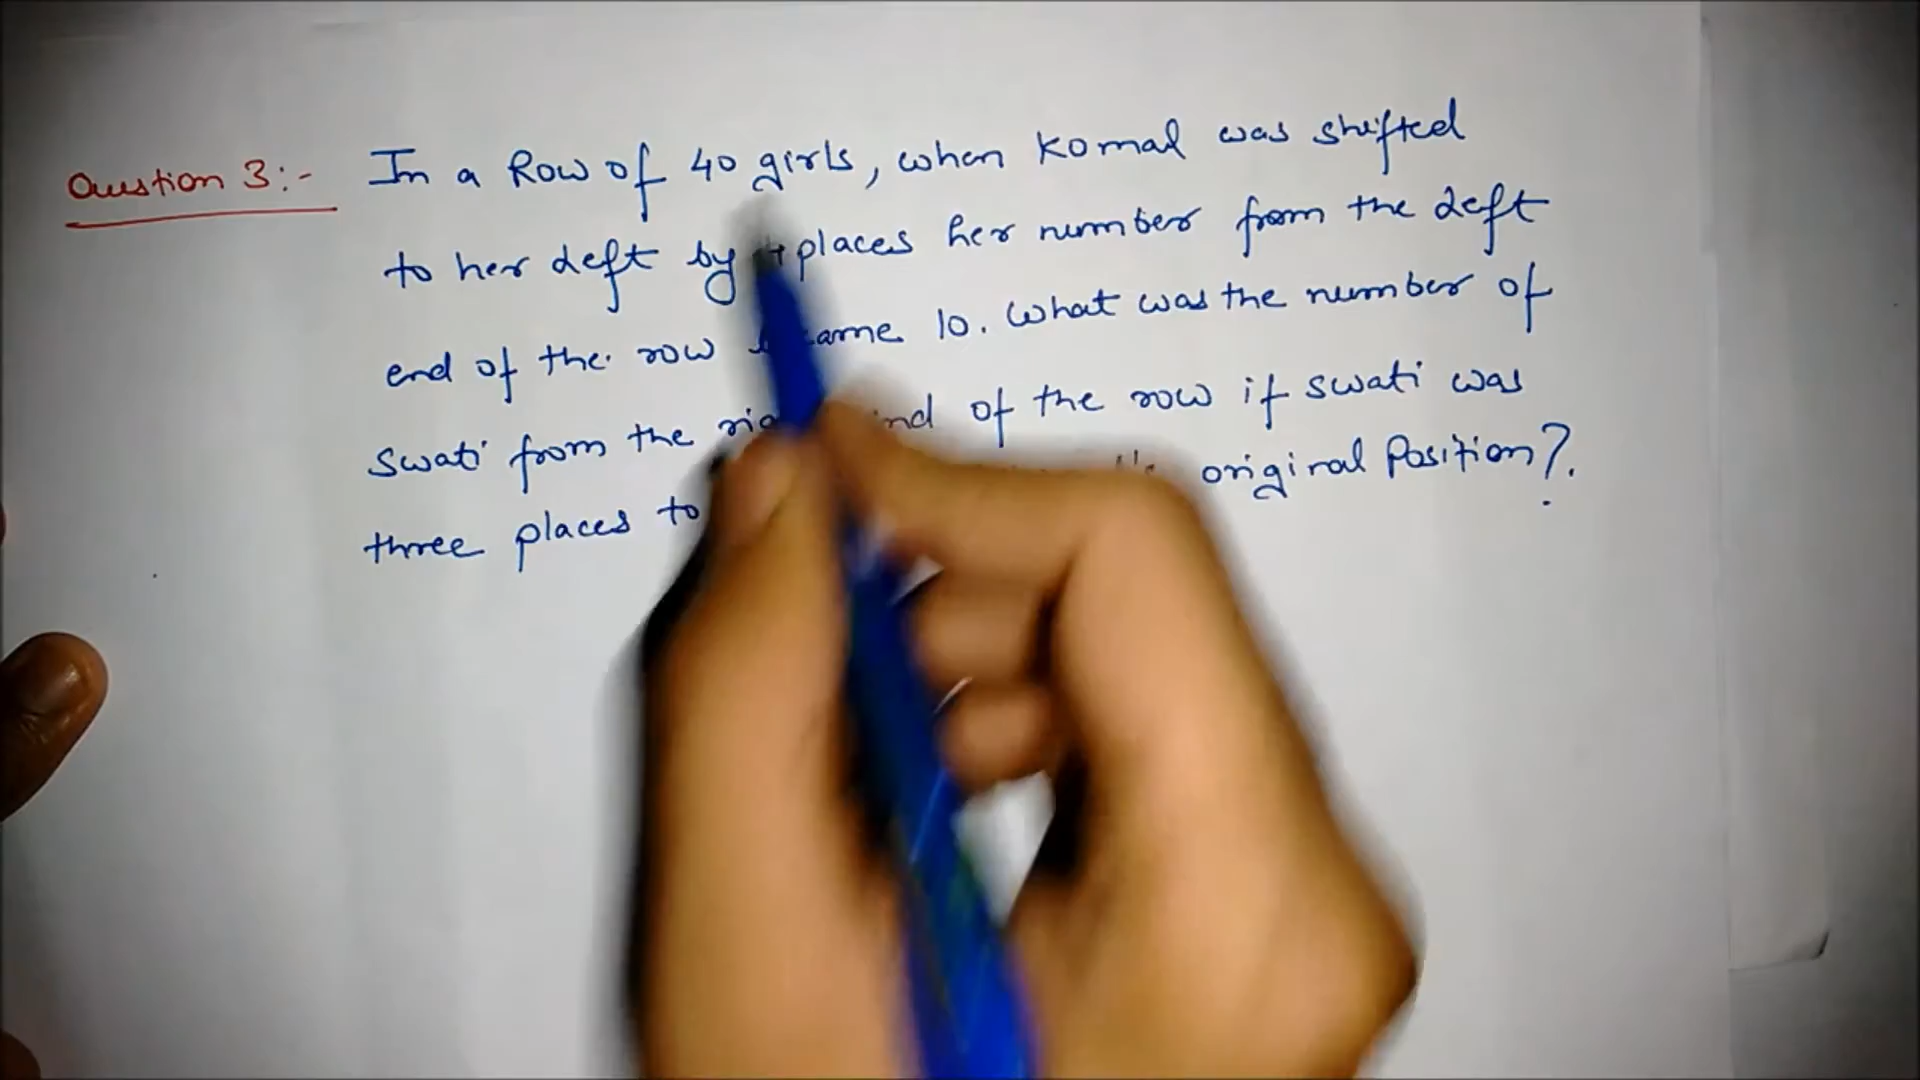 Question 3:- In a Row of 40 girls, when Komal was shifted
to her left by places her number from the left
end of the row 10. What was the number of
Swati from the of the row if swati was
three places to original Position?.